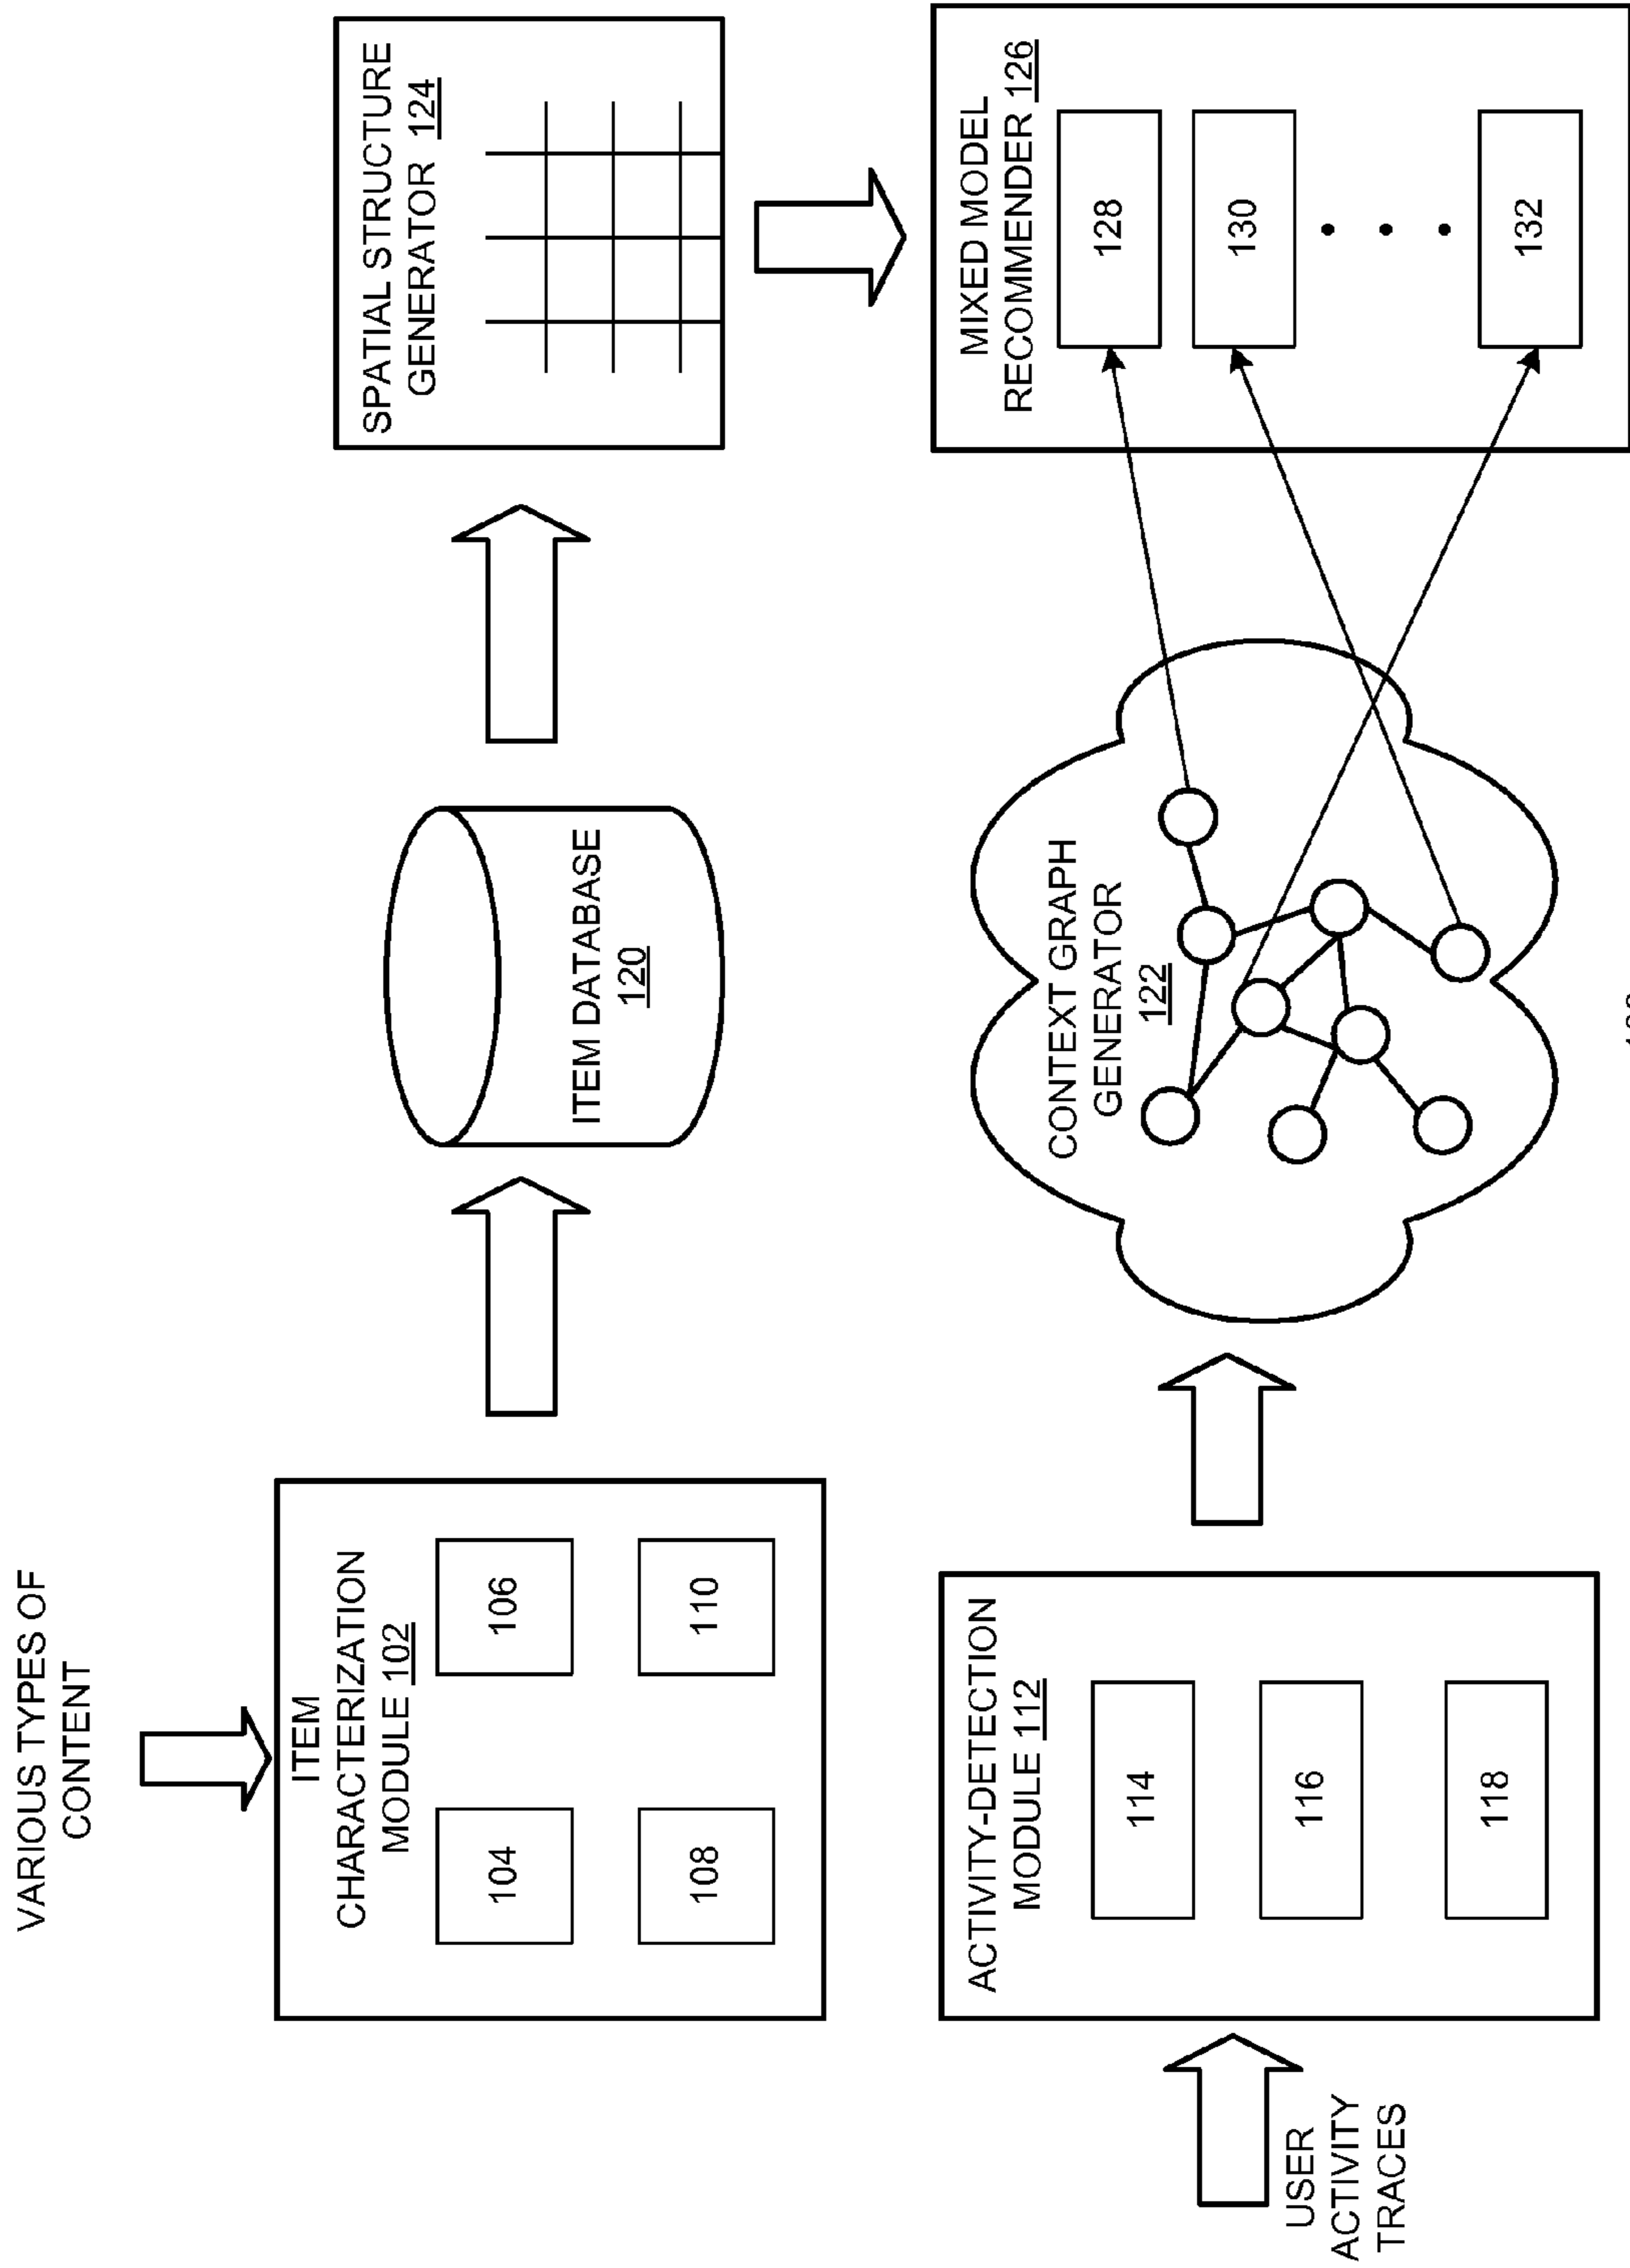 VARIOUS TYPES OF
CONTENT
ITEM
CHARACTERIZATION
MODULE 102
104
106
108
110
ITEM DATABASE
120
SPATIAL STRUCTURE
GENERATOR 124
USER
ACTIVITY
TRACES
ACTIVITY-DETECTION
MODULE 112
114
116
118
CONTEXT GRAPH
GENERATOR
122
MIXED MODEL
RECOMMENDER 126
128
130
132